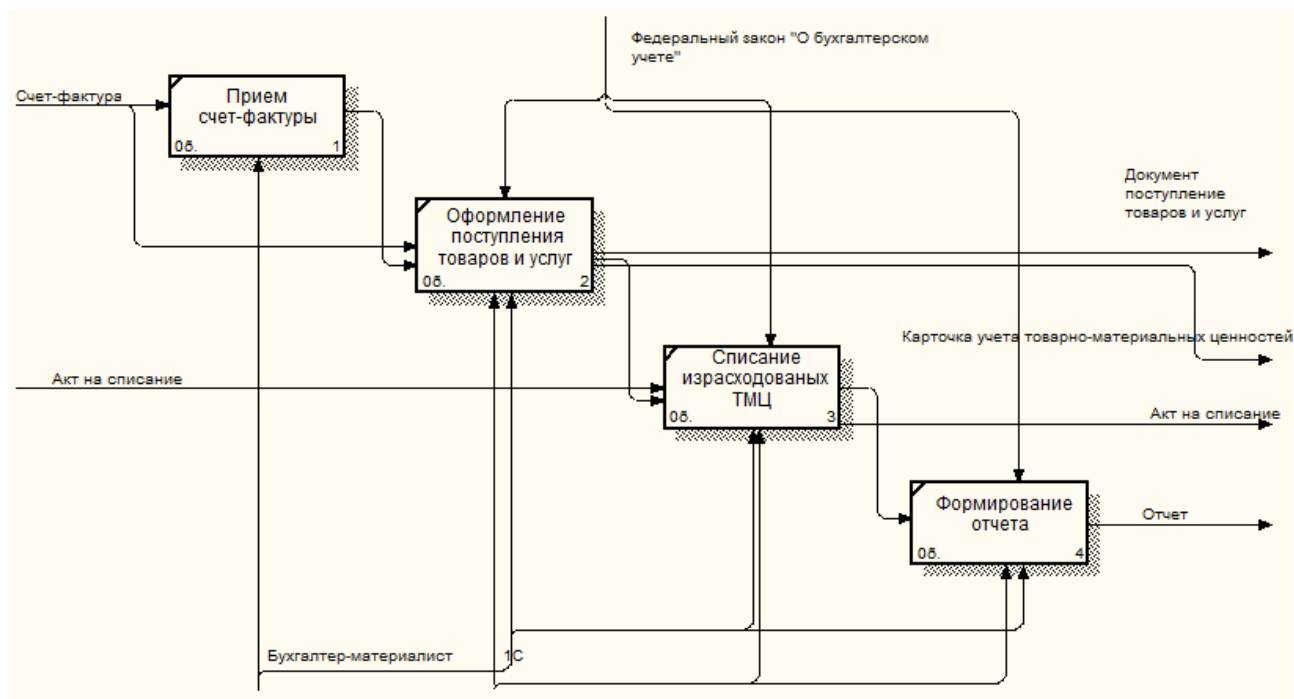 Федеральный закон "О бухгалтерском
учете"
Счет-фактура
Прием
счет-фактуры
0б. 1
Документ
поступление
товаров и услуг
Оформление
поступления
товаров и услуг
0б. 2
Карточка учета товарно-материальных ценностей
Акт на списание
Списание
израсходованых
ТМЦ
0б. 3
Акт на списание
Формирование
отчета
0б. 4
Отчет
Бухгалтер-материалист
1С